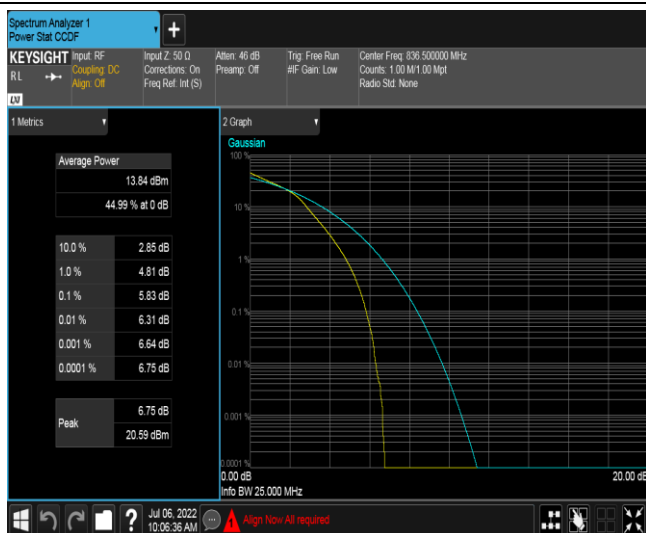 Spectrum Analyzer 1
Power Stat CCDF
+
KEYSIGHT
RL
LXI
Input: RF
Coupling: DC
Align: Off
Input Z: 50 Ω
Corrections: On
Freq Ref: Int (S)
Atten: 46 dB
Preamp: Off
Trig: Free Run
#IF Gain: Low
Center Freq: 836.500000 MHz
Counts: 1.00 M/1.00 Mpt
Radio Std: None
1 Metrics
Average Power
13.84 dBm
44.99 % at 0 dB
10.0 % 2.85 dB
1.0 % 4.81 dB
0.1 % 5.83 dB
0.01 % 6.31 dB
0.001 % 6.64 dB
0.0001 % 6.75 dB
Peak
6.75 dB
20.59 dBm
2 Graph
Gaussian
100 %
10 %
1 %
0.1 %
0.01 %
0.001 %
0.0001 %
0.00 dB
20.00 dB
Info BW 25.000 MHz
?
Jul 06, 2022
10:06:36 AM
Align Now All required